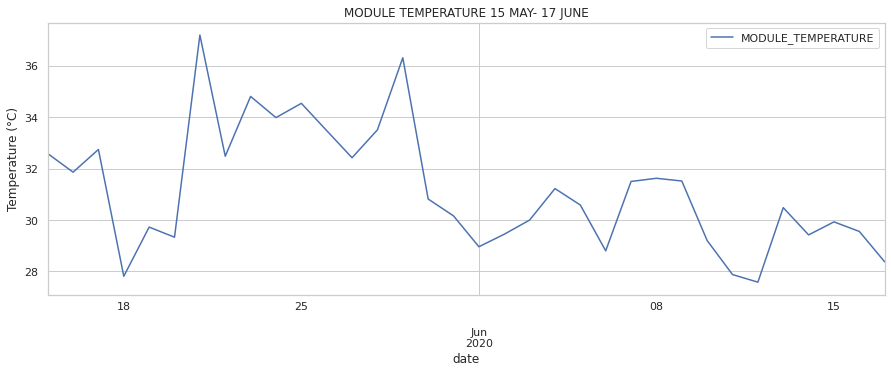 MODULE TEMPERATURE 15 MAY- 17 JUNE
MODULE_TEMPERATURE
36
34
32
30
28
Temperature (°C)
18
25
08
15
Jun
2020
date